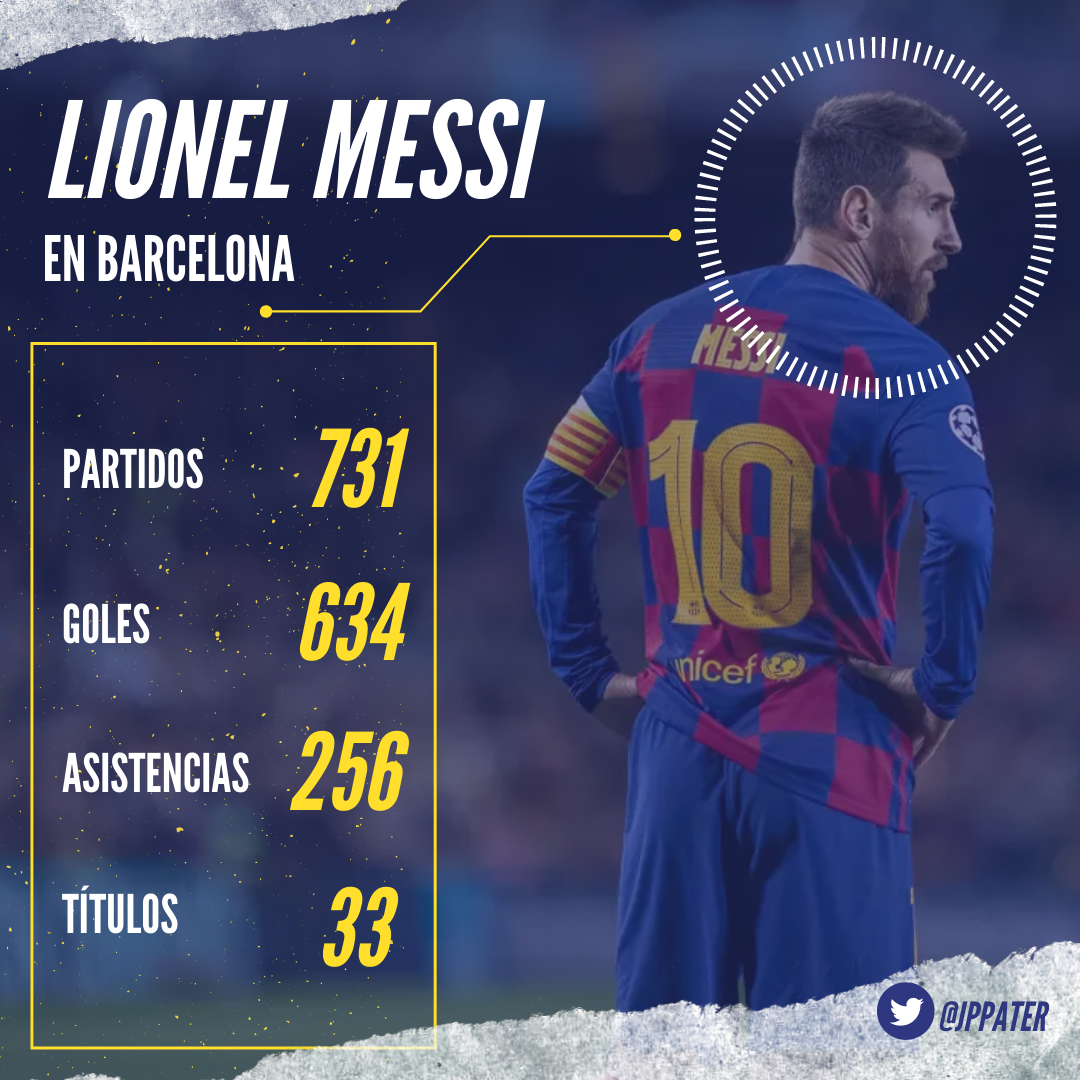 LIONEL MESSI
EN BARCELONA
MESSI
10
unicef
PARTIDOS 731
GOLES 634
ASISTENCIAS 256
TÍTULOS 33
@JPPATER